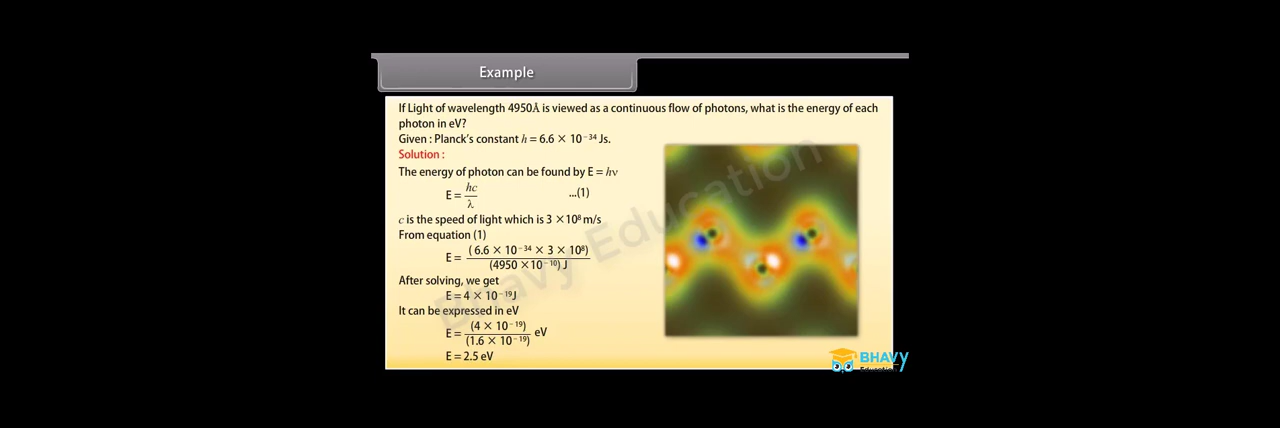 Example
If Light of wavelength 4950Å is viewed as a continuous flow of photons, what is the energy of each
photon in eV?
Given : Planck's constant h = 6.6 × 10⁻³⁴ Js.
Solution :
The energy of photon can be found by E = hν
E = hc/λ ...(1)
c is the speed of light which is 3 ×10⁸ m/s
From equation (1)
E = (6.6 × 10⁻³⁴ × 3 × 10⁸)/(4950 ×10⁻¹⁰) J
After solving, we get
E = 4 × 10⁻¹⁹J
It can be expressed in eV
E = (4 × 10⁻¹⁹)/(1.6 × 10⁻¹⁹) eV
E = 2.5 eV
Bhavy Education
BHAVY
Education